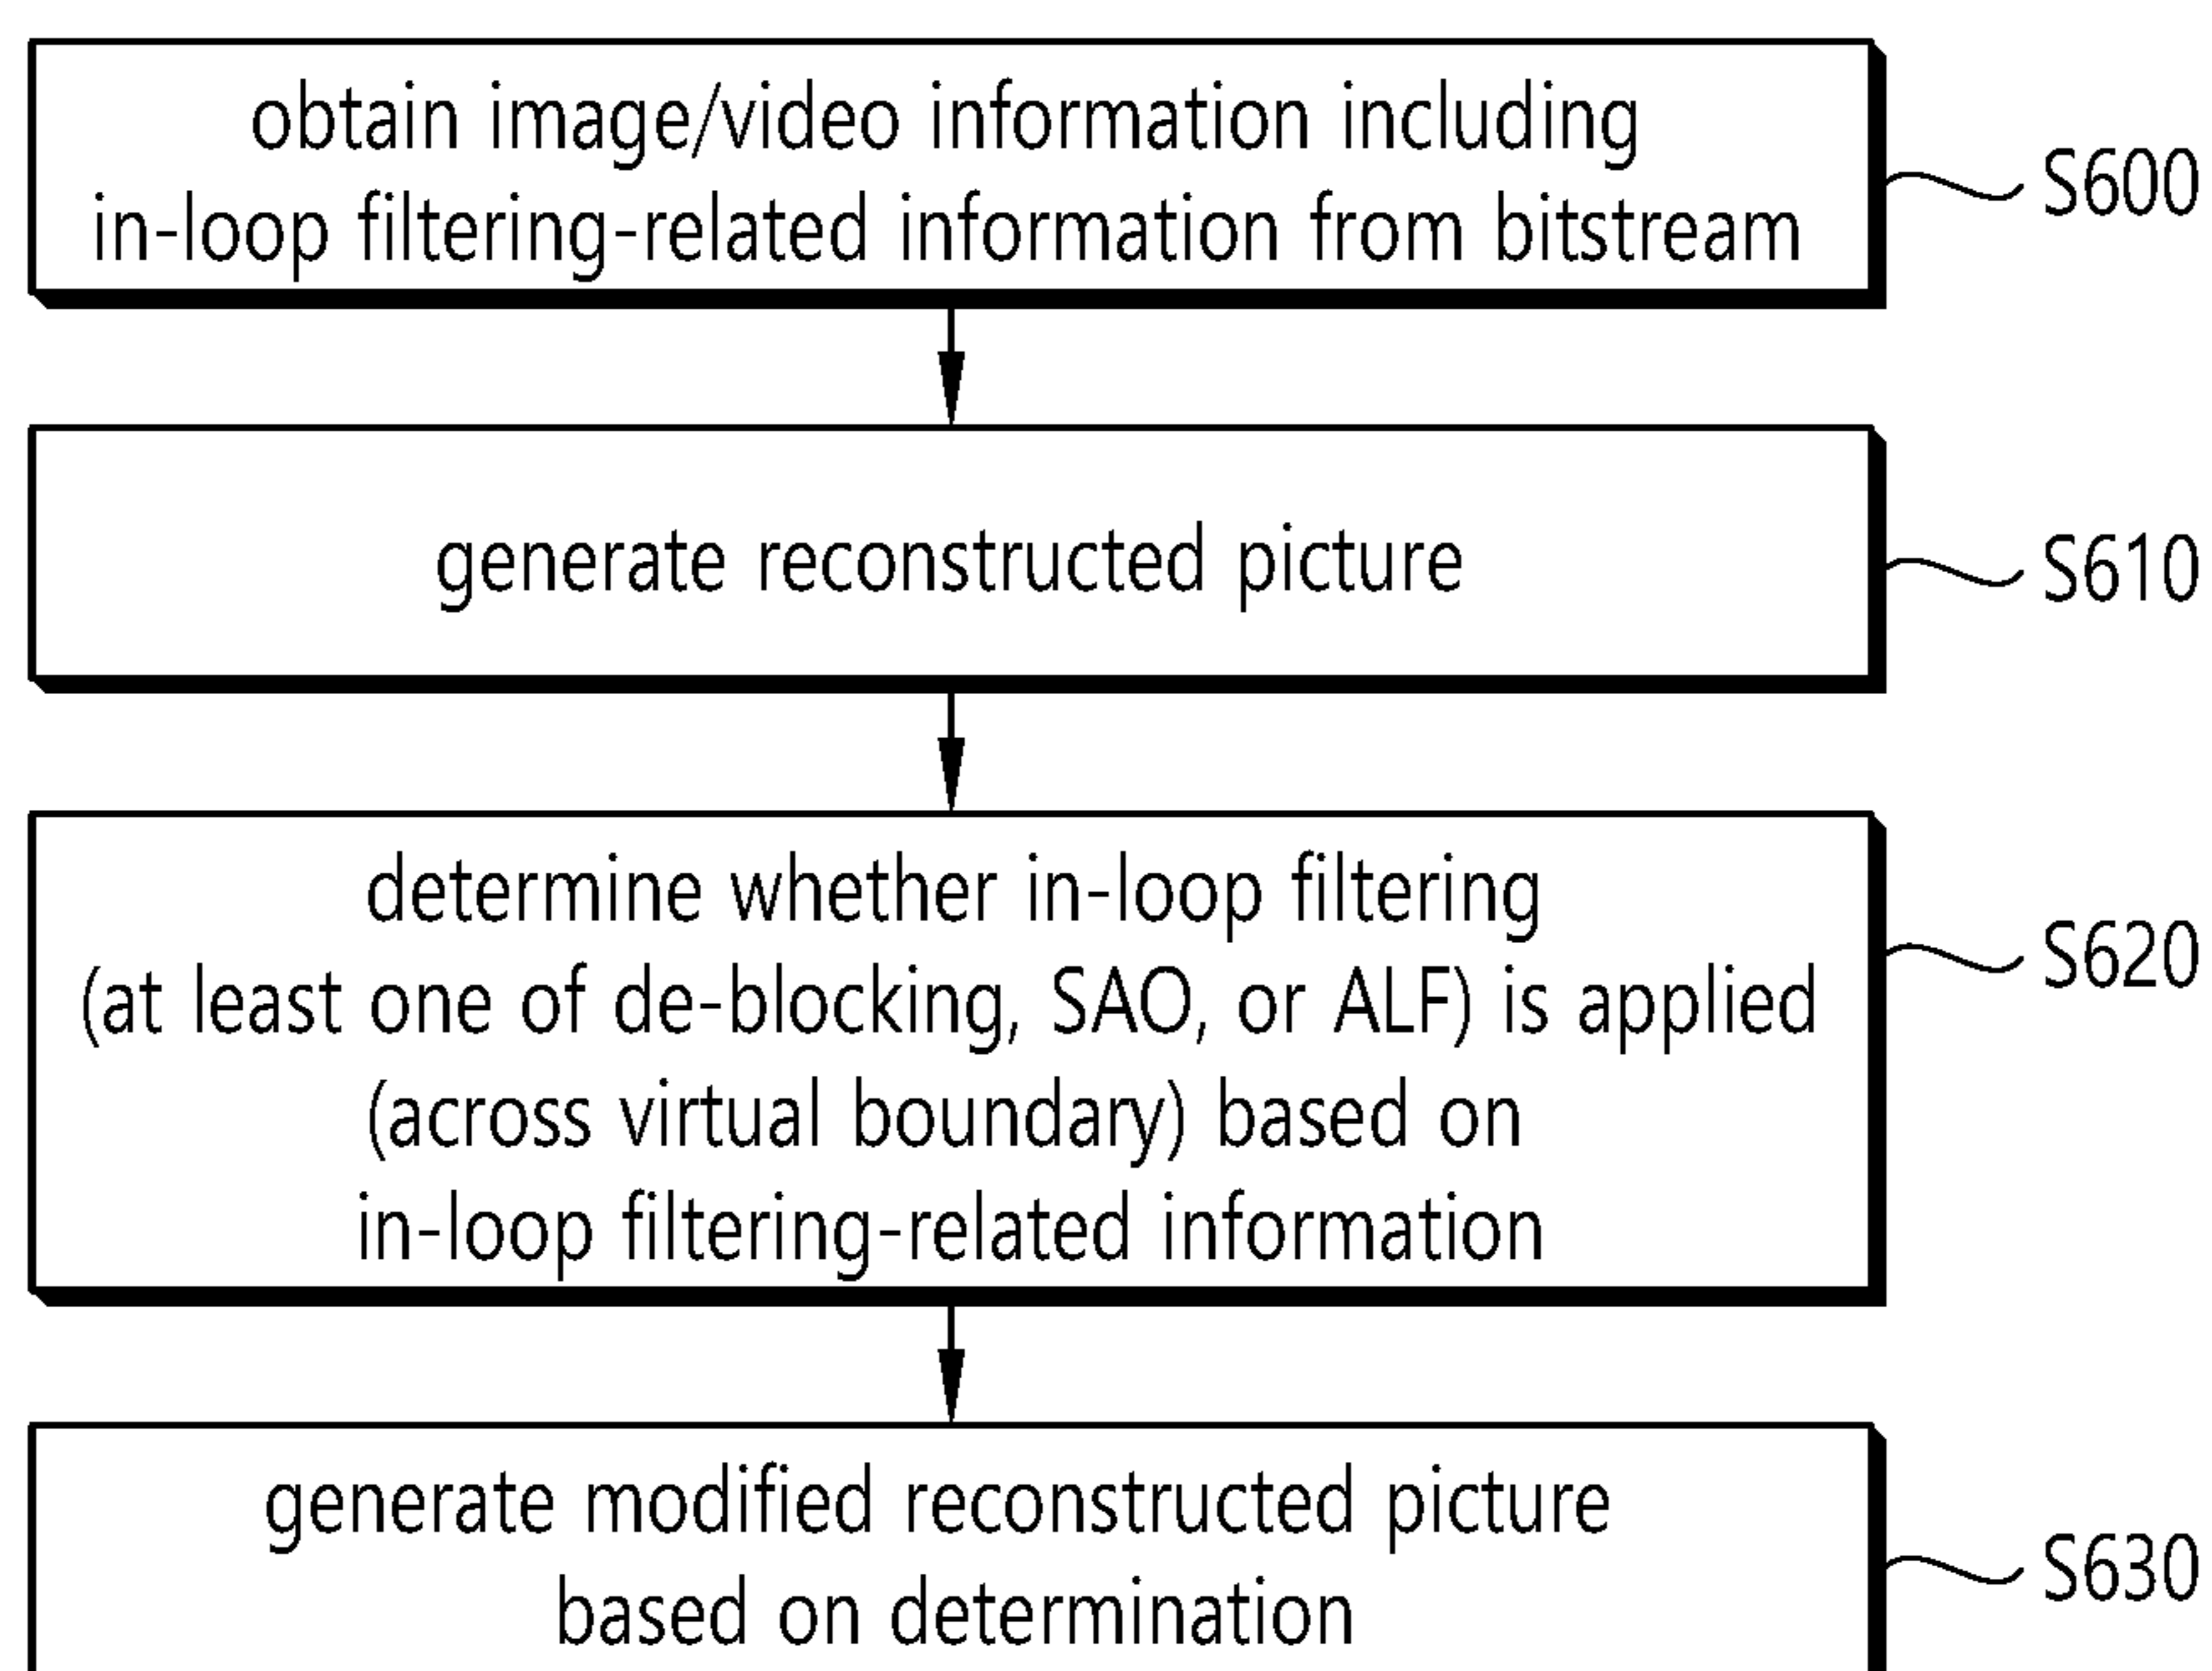 obtain image/video information including
in-loop filtering-related information from bitstream
S600
generate reconstructed picture
S610
determine whether in-loop filtering
(at least one of de-blocking, SAO, or ALF) is applied
(across virtual boundary) based on
in-loop filtering-related information
S620
generate modified reconstructed picture
based on determination
S630